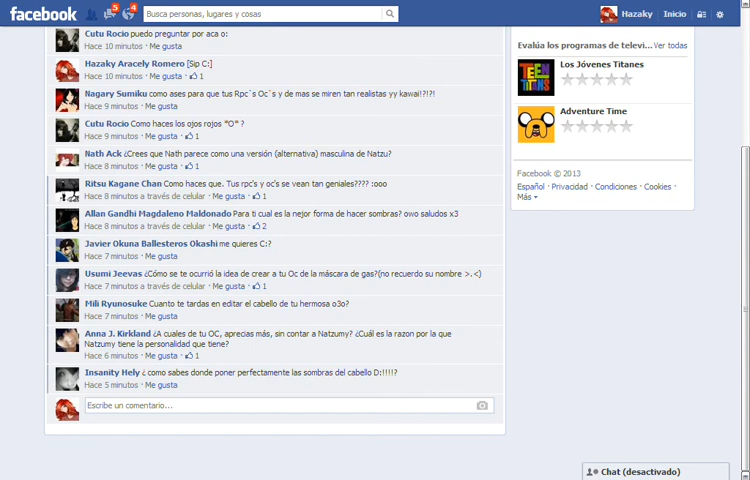 facebook
5
4
Busca personas, lugares y cosas
Hazaky
Inicio
Cutu Rocio puedo preguntar por aca o:
Hace 10 minutos · Me gusta
Hazaky Aracely Romero [Sip C:]
Hace 10 minutos · Me gusta · 1
Nagary Sumiku como ases para que tus Rpc´s Oc´s y de mas se miren tan realistas yy kawai!?!?!
Hace 9 minutos · Me gusta
Cutu Rocio Como haces los ojos rojos "O" ?
Hace 9 minutos · Me gusta · 1
Nath Ack ¿Crees que Nath parece como una versión (alternativa) masculina de Natzu?
Hace 8 minutos · Me gusta · 1
Ritsu Kagane Chan Como haces que. Tus rpc's y oc's se vean tan geniales???? :ooo
Hace 8 minutos a través de celular · Me gusta · 1
Allan Gandhi Magdaleno Maldonado Para ti cual es la nejor forma de hacer sombras? owo saludos x3
Hace 8 minutos a través de celular · Me gusta · 2
Javier Okuna Ballesteros Okashi me quieres C:?
Hace 7 minutos · Me gusta
Usumi Jeevas ¿Cómo se te ocurrió la idea de crear a tu Oc de la máscara de gas?(no recuerdo su nombre >.<)
Hace 7 minutos a través de celular · Me gusta · 1
Mili Ryunosuke Cuanto te tardas en editar el cabello de tu hermosa o3o?
Hace 7 minutos · Me gusta
Anna J. Kirkland ¿A cuales de tu OC, aprecias más, sin contar a Natzumy? ¿Cuál es la razon por la que
Natzumy tiene la personalidad que tiene?
Hace 6 minutos · Me gusta · 1
Insanity Hely ¿ como sabes donde poner perfectamente las sombras del cabello D:!!!!?
Hace 5 minutos · Me gusta
Escribe un comentario...
Evalúa los programas de televi... Ver todas
TEEN TITANS
Los Jóvenes Titanes
Adventure Time
Facebook © 2013
Español · Privacidad · Condiciones · Cookies ·
Más
Chat (desactivado)